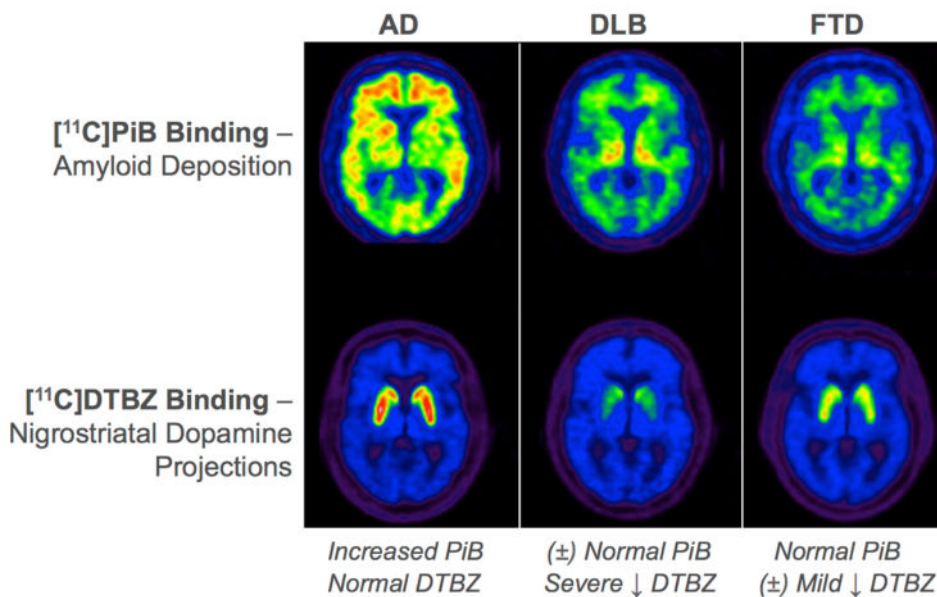 AD
DLB
FTD
[¹¹C]PiB Binding –
Amyloid Deposition
[¹¹C]DTBZ Binding –
Nigrostriatal Dopamine
Projections
Increased PiB
Normal DTBZ
(±) Normal PiB
Severe ↓ DTBZ
Normal PiB
(±) Mild ↓ DTBZ